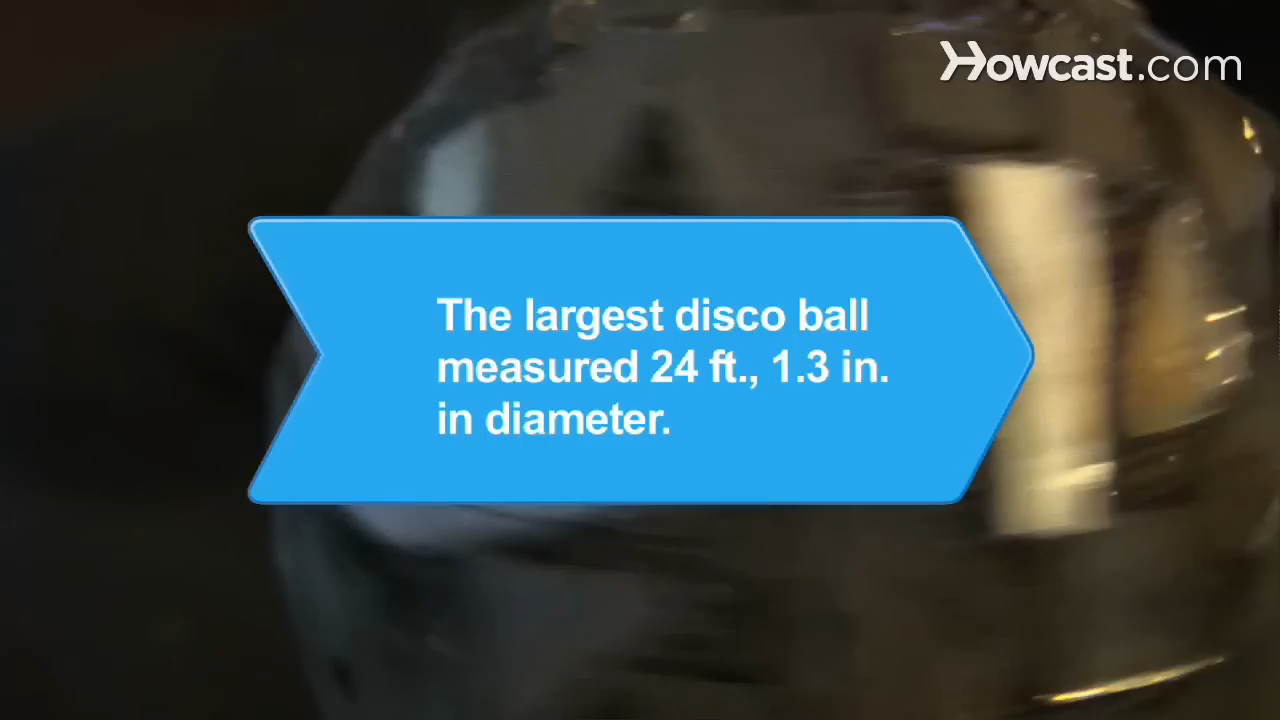 Howcast.com
The largest disco ball
measured 24 ft., 1.3 in.
in diameter.